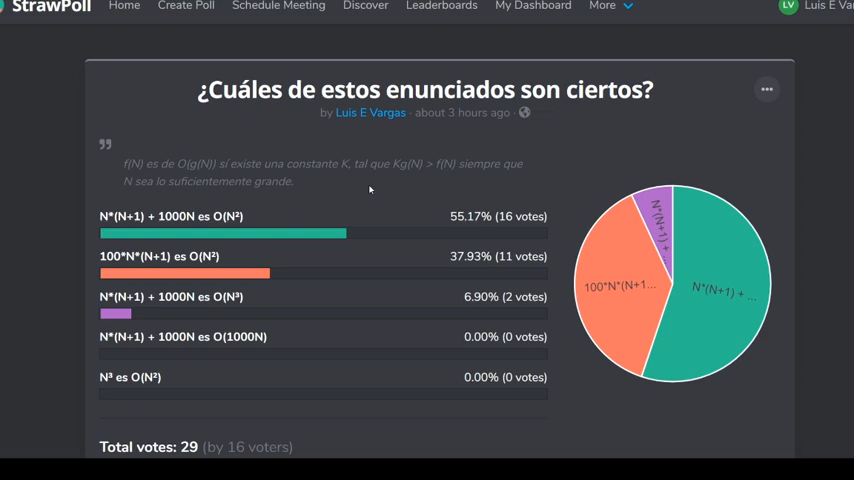 StrawPoll Home Create Poll Schedule Meeting Discover Leaderboards My Dashboard More LV Luis E Var
¿Cuáles de estos enunciados son ciertos?
by Luis E Vargas · about 3 hours ago ·
f(N) es de O(g(N)) sí existe una constante K, tal que Kg(N) > f(N) siempre que
N sea lo suficientemente grande.
N*(N+1) + 1000N es O(N²) 55.17% (16 votes)
100*N*(N+1) es O(N²) 37.93% (11 votes)
N*(N+1) + 1000N es O(N³) 6.90% (2 votes)
N*(N+1) + 1000N es O(1000N) 0.00% (0 votes)
N³ es O(N²) 0.00% (0 votes)
Total votes: 29 (by 16 voters)
N*(N+1) + ...
100*N*(N+1...
N*(N+1) + ...